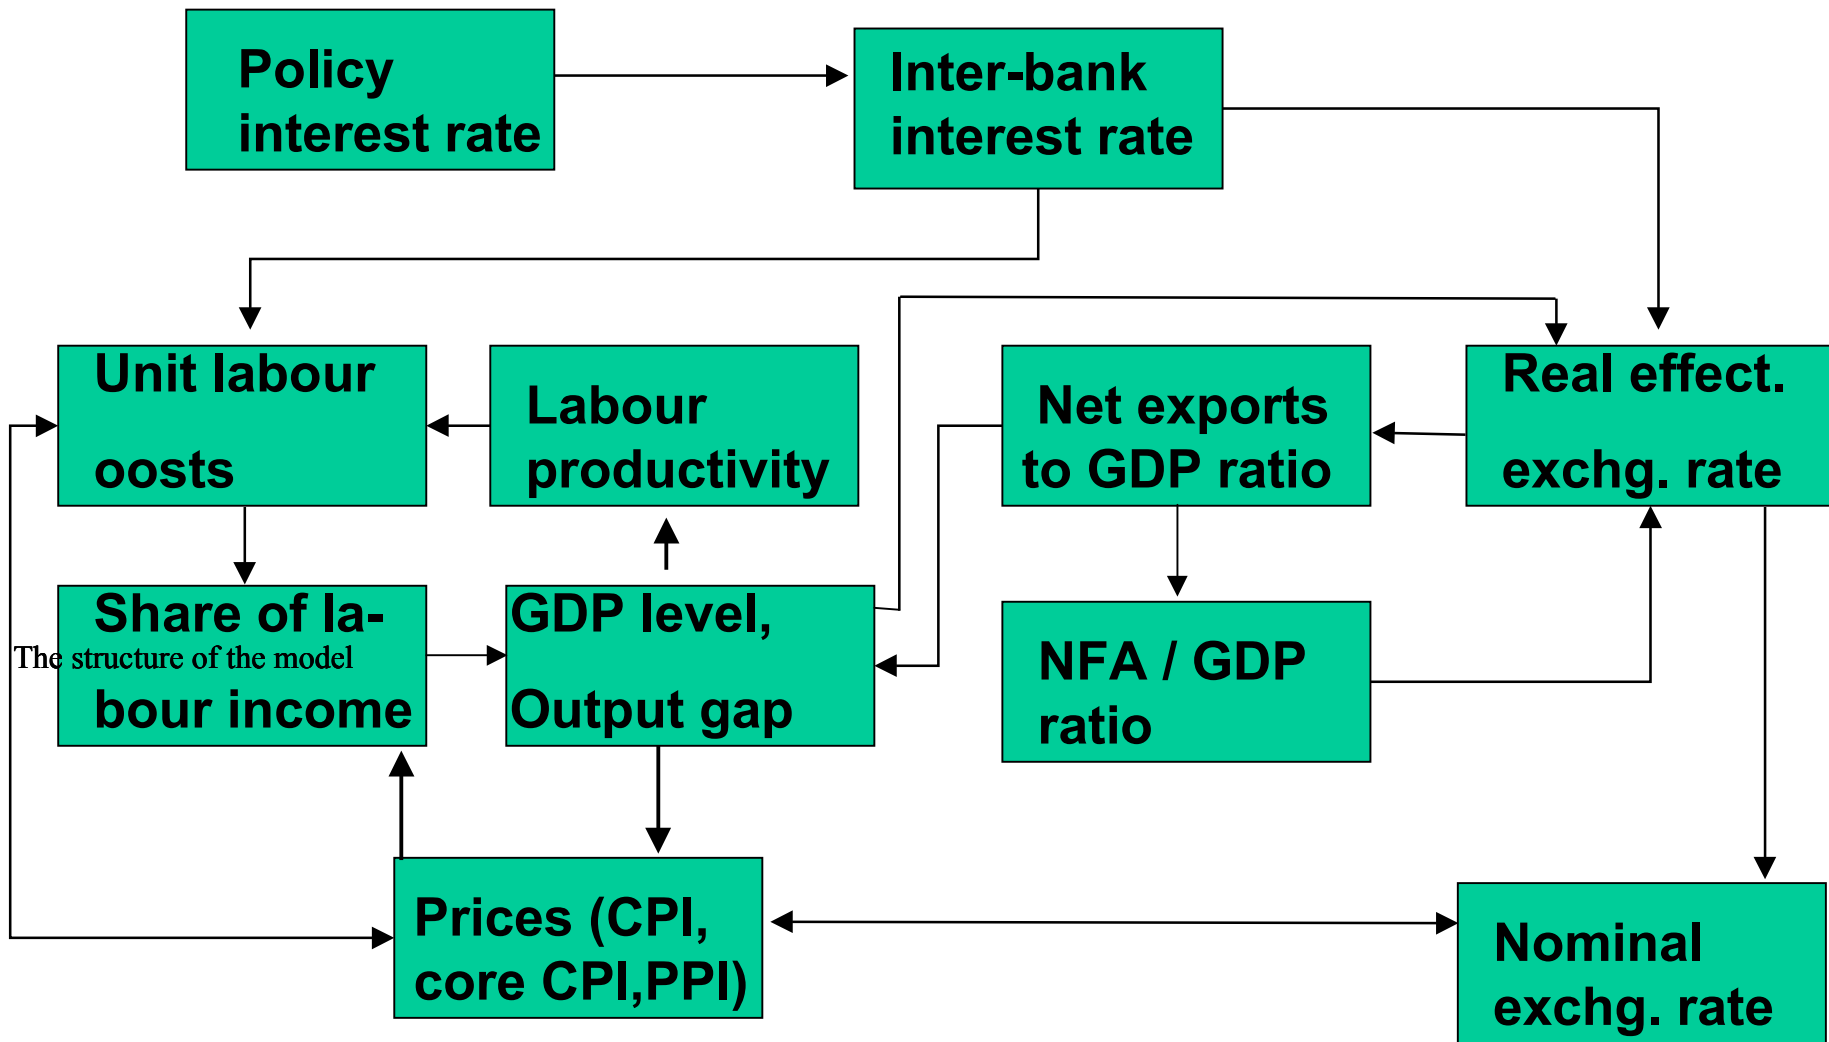 Policy
interest rate
Inter-bank
interest rate
Unit labour
oosts
Labour
productivity
Net exports
to GDP ratio
Real effect.
exchg. rate
Share of la-
bour income
The structure of the model
GDP level,
Output gap
NFA / GDP
ratio
Prices (CPI,
core CPI,PPI)
Nominal
exchg. rate